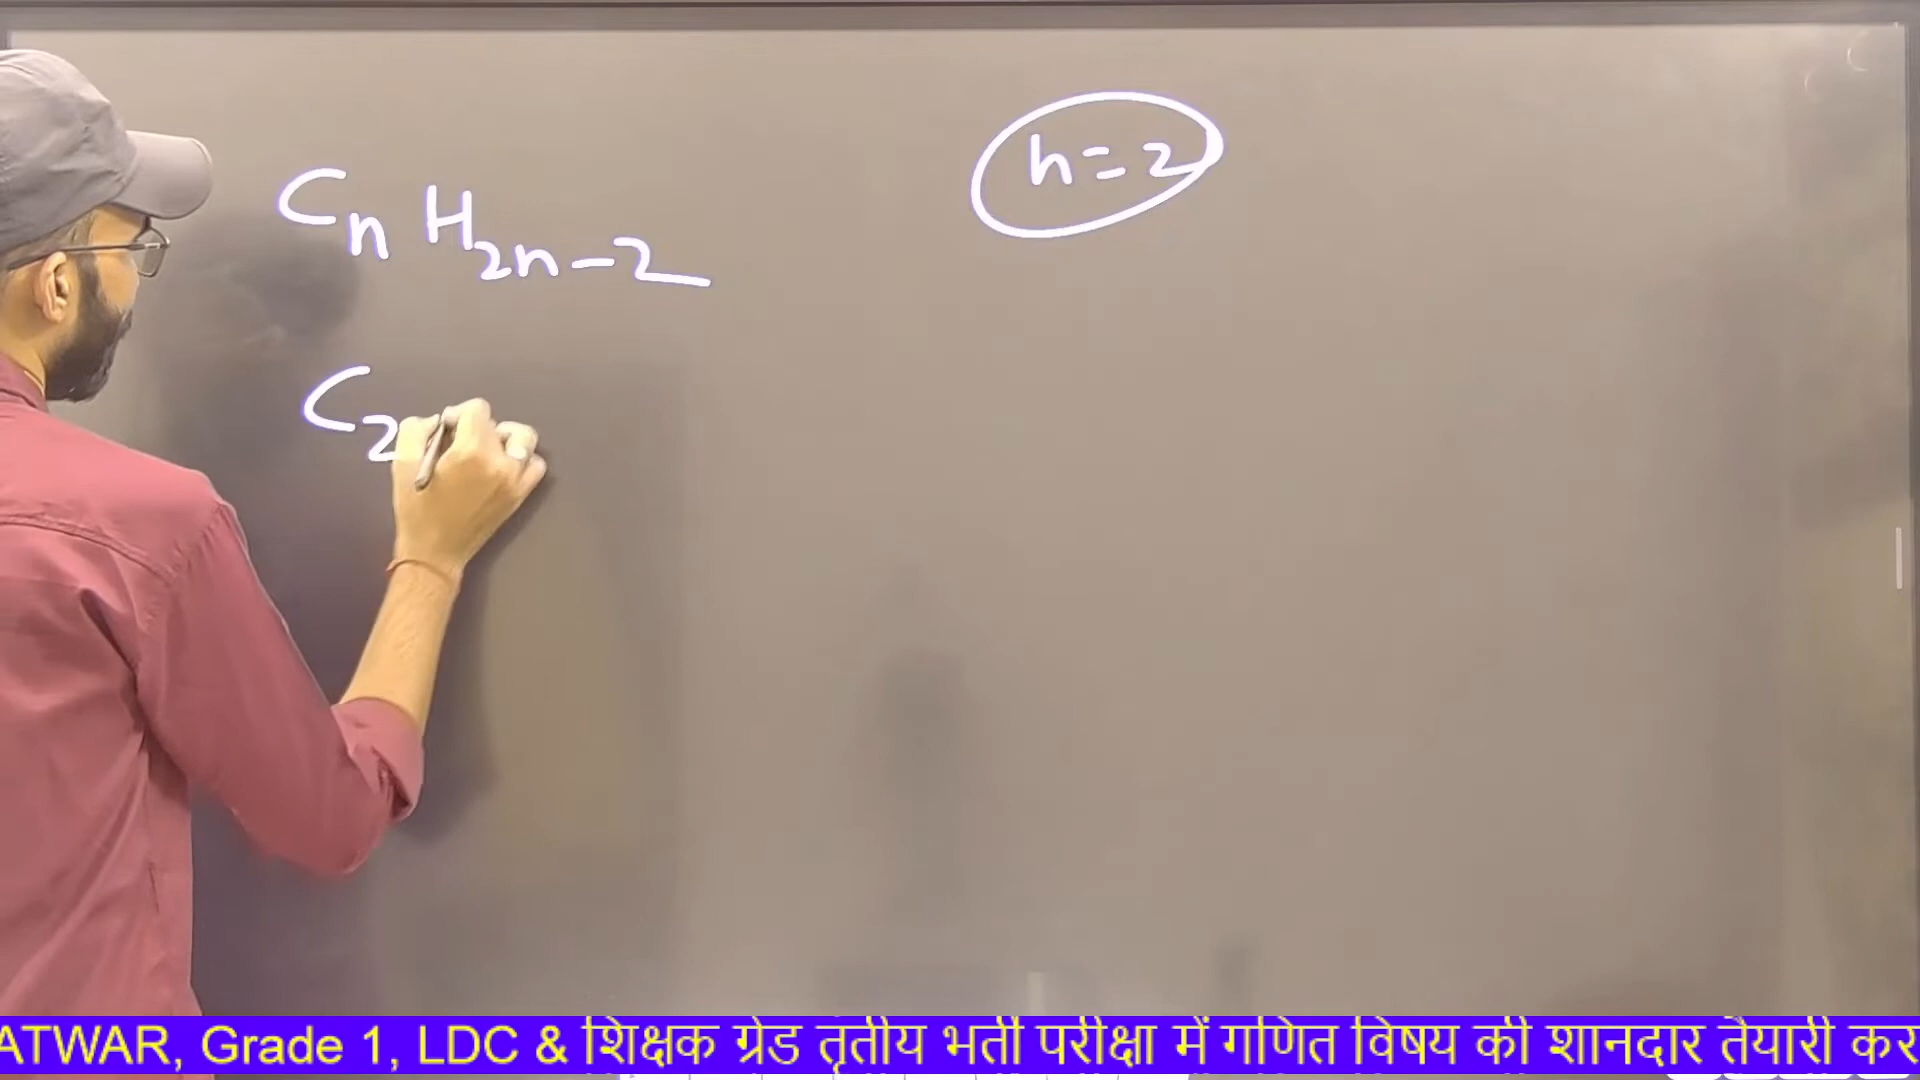 CnH2n-2
n=2
C2
ATWAR, Grade 1, LDC & शिक्षक ग्रेड तृतीय भर्ती परीक्षा में गणित विषय की शानदार तैयारी कर